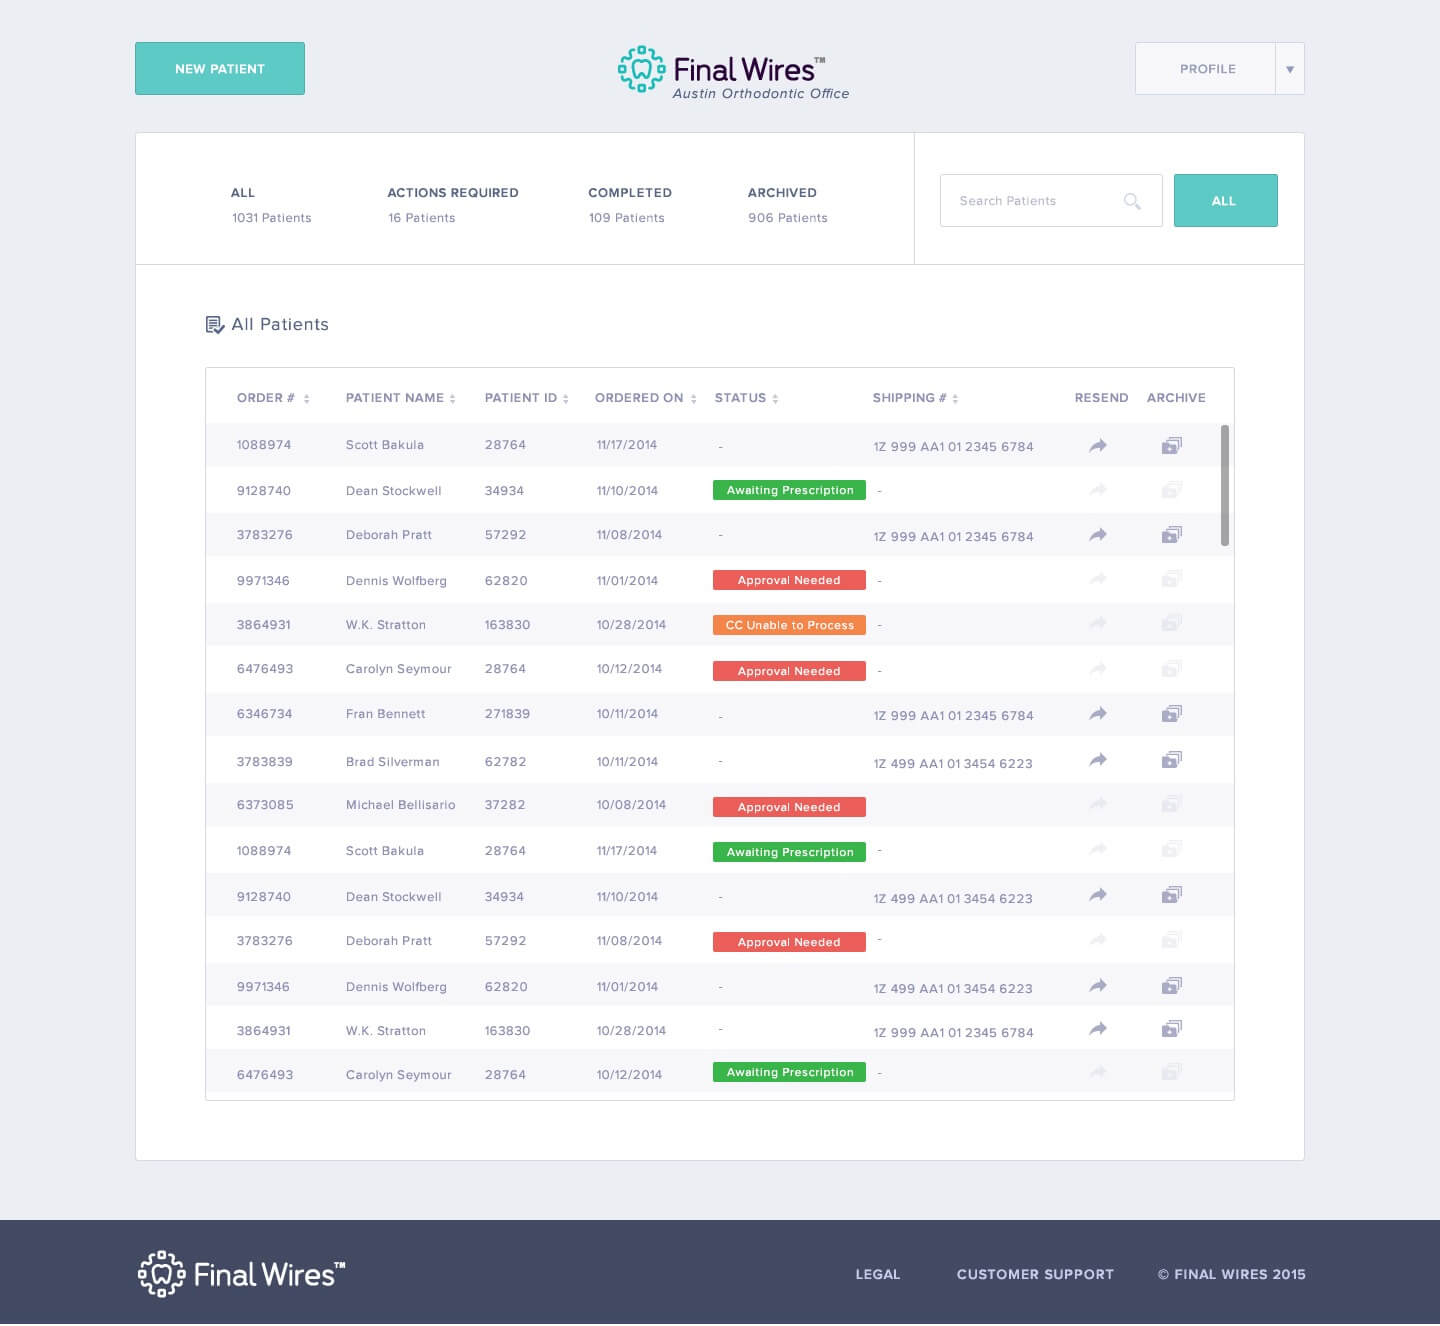 NEW PATIENT
Final Wires™
Austin Orthodontic Office
PROFILE
ALL
1031 Patients
ACTIONS REQUIRED
16 Patients
COMPLETED
109 Patients
ARCHIVED
906 Patients
Search Patients
ALL
All Patients
ORDER # PATIENT NAME PATIENT ID ORDERED ON STATUS SHIPPING # RESEND ARCHIVE
1088974 Scott Bakula 28764 11/17/2014 - 1Z 999 AA1 01 2345 6784
9128740 Dean Stockwell 34934 11/10/2014 Awaiting Prescription -
3783276 Deborah Pratt 57292 11/08/2014 - 1Z 999 AA1 01 2345 6784
9971346 Dennis Wolfberg 62820 11/01/2014 Approval Needed -
3864931 W.K. Stratton 163830 10/28/2014 CC Unable to Process -
6476493 Carolyn Seymour 28764 10/12/2014 Approval Needed -
6346734 Fran Bennett 271839 10/11/2014 - 1Z 999 AA1 01 2345 6784
3783839 Brad Silverman 62782 10/11/2014 - 1Z 499 AA1 01 3454 6223
6373085 Michael Bellisario 37282 10/08/2014 Approval Needed
1088974 Scott Bakula 28764 11/17/2014 Awaiting Prescription -
9128740 Dean Stockwell 34934 11/10/2014 - 1Z 499 AA1 01 3454 6223
3783276 Deborah Pratt 57292 11/08/2014 Approval Needed -
9971346 Dennis Wolfberg 62820 11/01/2014 - 1Z 499 AA1 01 3454 6223
3864931 W.K. Stratton 163830 10/28/2014 - 1Z 999 AA1 01 2345 6784
6476493 Carolyn Seymour 28764 10/12/2014 Awaiting Prescription -
Final Wires™
LEGAL
CUSTOMER SUPPORT
© FINAL WIRES 2015